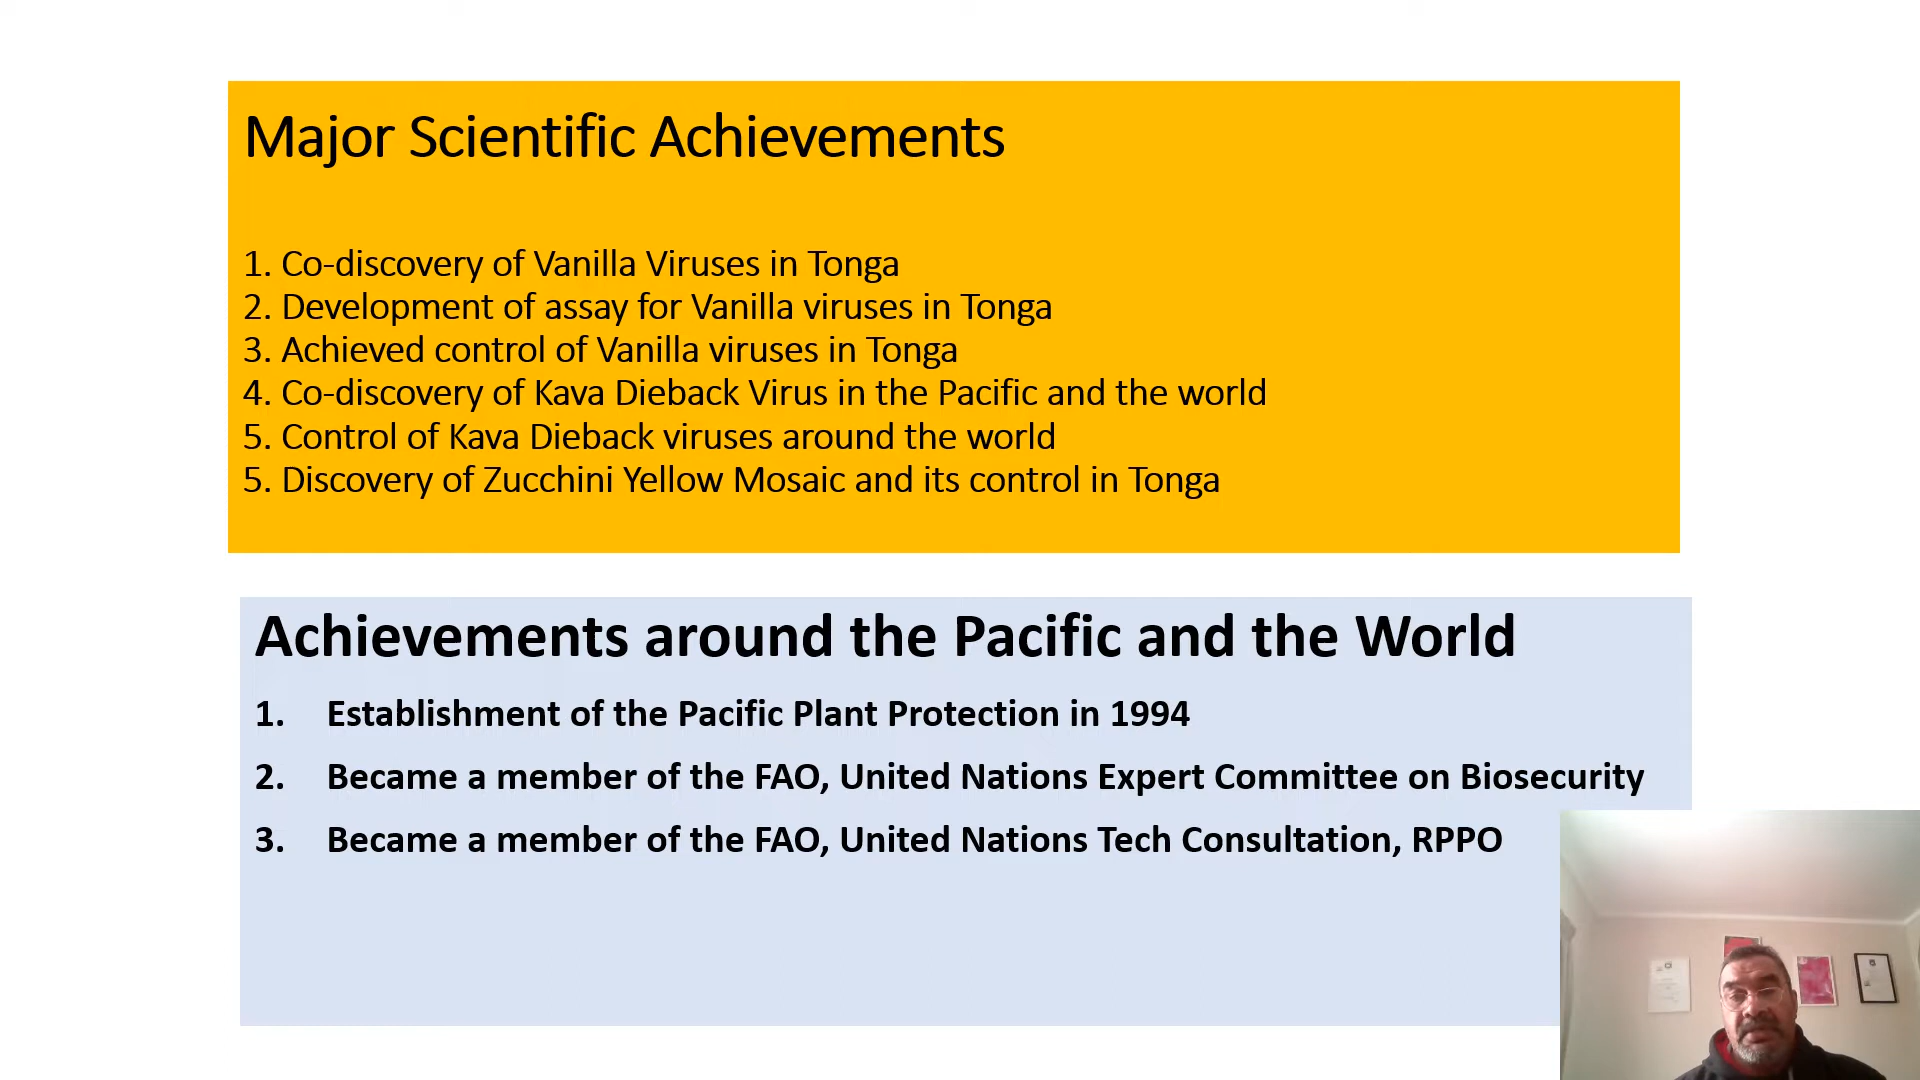 Major Scientific Achievements
1. Co-discovery of Vanilla Viruses in Tonga
2. Development of assay for Vanilla viruses in Tonga
3. Achieved control of Vanilla viruses in Tonga
4. Co-discovery of Kava Dieback Virus in the Pacific and the world
5. Control of Kava Dieback viruses around the world
5. Discovery of Zucchini Yellow Mosaic and its control in Tonga
Achievements around the Pacific and the World
1. Establishment of the Pacific Plant Protection in 1994
2. Became a member of the FAO, United Nations Expert Committee on Biosecurity
3. Became a member of the FAO, United Nations Tech Consultation, RPPO